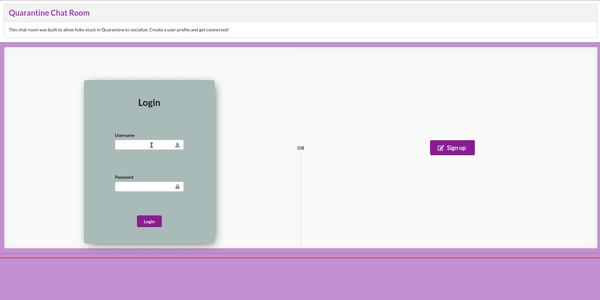 Quarantine Chat Room
This chat room was built to allow folks stuck in Quarantine to socialize. Create a user profile and get connected!
Login
Username
Password
Login
OR
Sign up